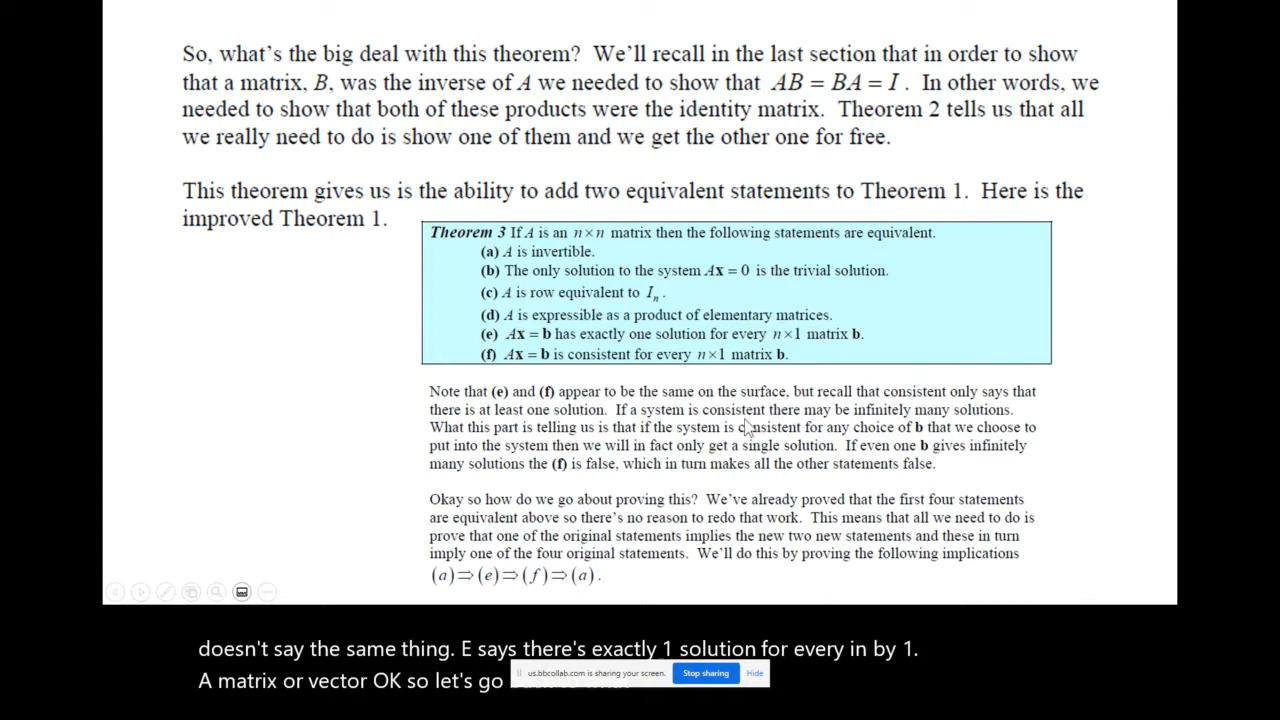 So, what's the big deal with this theorem? We'll recall in the last section that in order to show
that a matrix, B, was the inverse of A we needed to show that AB = BA = I . In other words, we
needed to show that both of these products were the identity matrix. Theorem 2 tells us that all
we really need to do is show one of them and we get the other one for free.
This theorem gives us is the ability to add two equivalent statements to Theorem 1. Here is the
improved Theorem 1.
Theorem 3 If A is an n×n matrix then the following statements are equivalent.
(a) A is invertible.
(b) The only solution to the system Ax = 0 is the trivial solution.
(c) A is row equivalent to Iₙ .
(d) A is expressible as a product of elementary matrices.
(e) Ax = b has exactly one solution for every n×1 matrix b.
(f) Ax = b is consistent for every n×1 matrix b.
Note that (e) and (f) appear to be the same on the surface, but recall that consistent only says that
there is at least one solution. If a system is consistent there may be infinitely many solutions.
What this part is telling us is that if the system is consistent for any choice of b that we choose to
put into the system then we will in fact only get a single solution. If even one b gives infinitely
many solutions the (f) is false, which in turn makes all the other statements false.
Okay so how do we go about proving this? We've already proved that the first four statements
are equivalent above so there's no reason to redo that work. This means that all we need to do is
prove that one of the original statements implies the new two new statements and these in turn
imply one of the four original statements. We'll do this by proving the following implications
(a)⇒(e)⇒(f)⇒(a).
doesn't say the same thing. E says there's exactly 1 solution for every in by 1.
A matrix or vector OK so let's go
us.bbcollab.com is sharing your screen. Stop sharing Hide